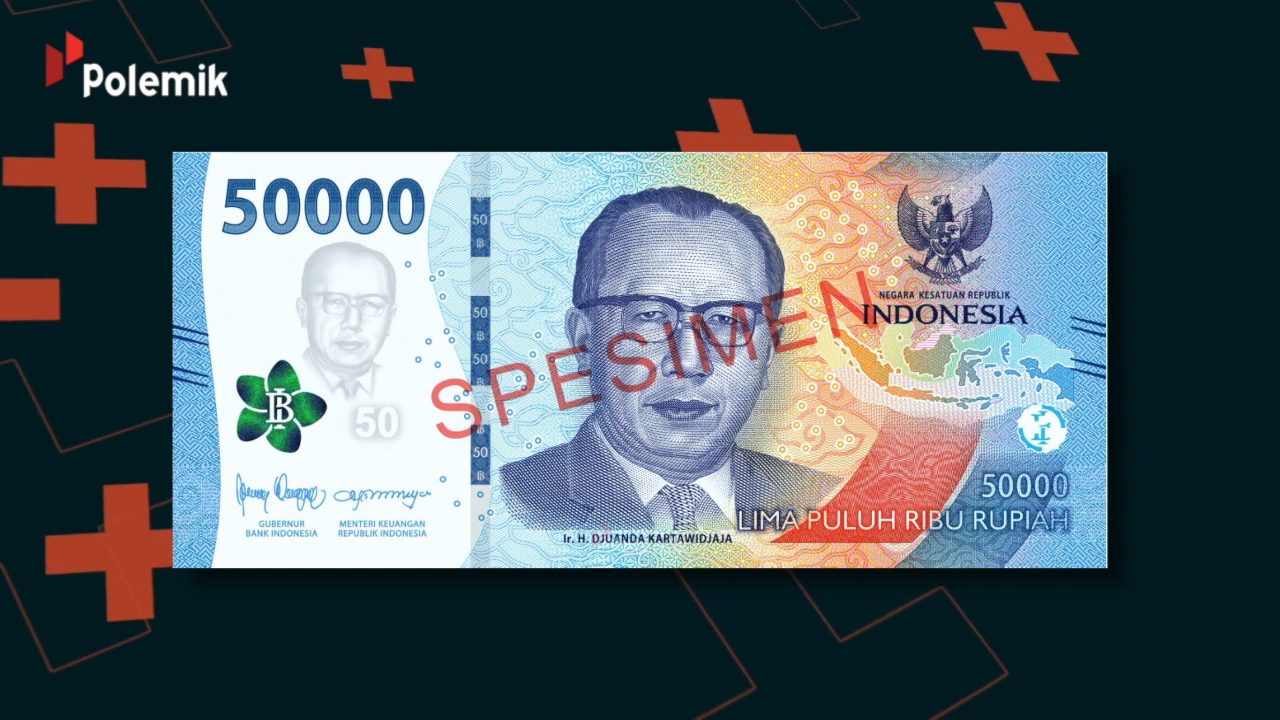 Polemik
50000
50
50
50
50
50
SPESIMEN
NEGARA KESATUAN REPUBLIK
INDONESIA
BI
50000
LIMA PULUH RIBU RUPIAH
GUBERNUR
BANK INDONESIA
MENTERI KEUANGAN
REPUBLIK INDONESIA
Ir. H. DJUANDA KARTAWIDJAJA